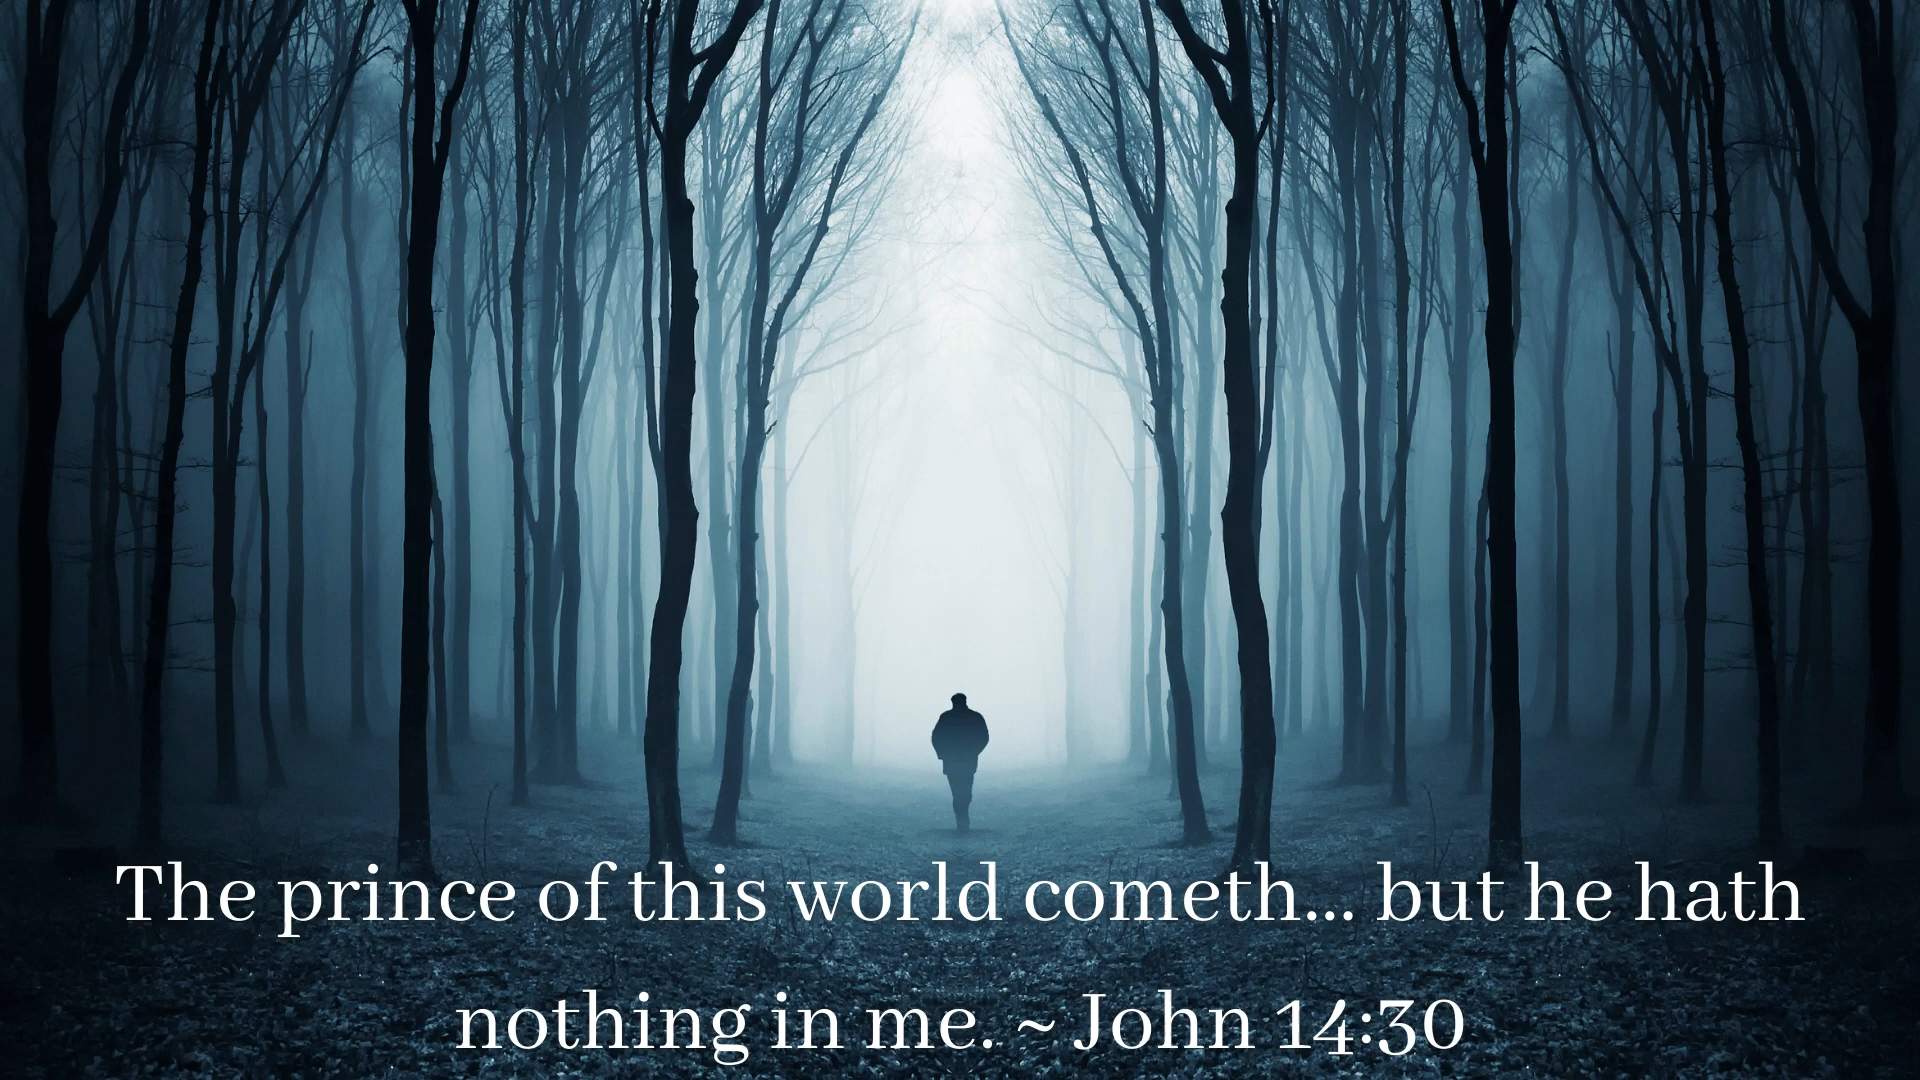 The prince of this world cometh... but he hath
nothing in me. ~ John 14:30